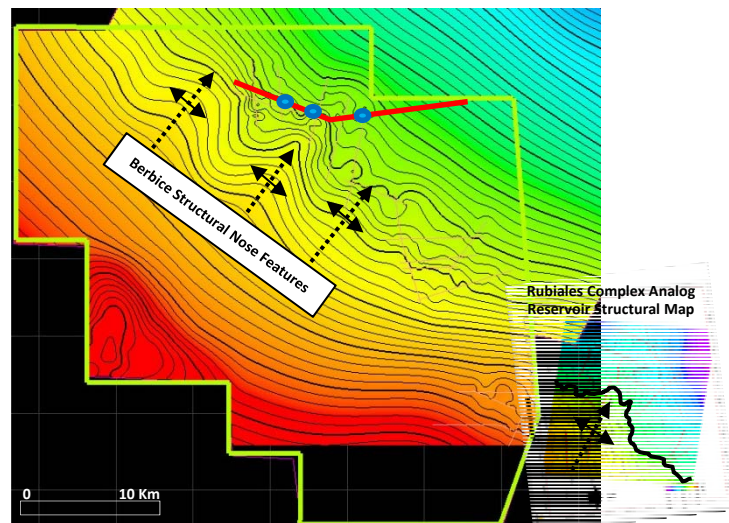 Berbice Structural Nose Features
Rubiales Complex Analog
Reservoir Structural Map
0 10 Km